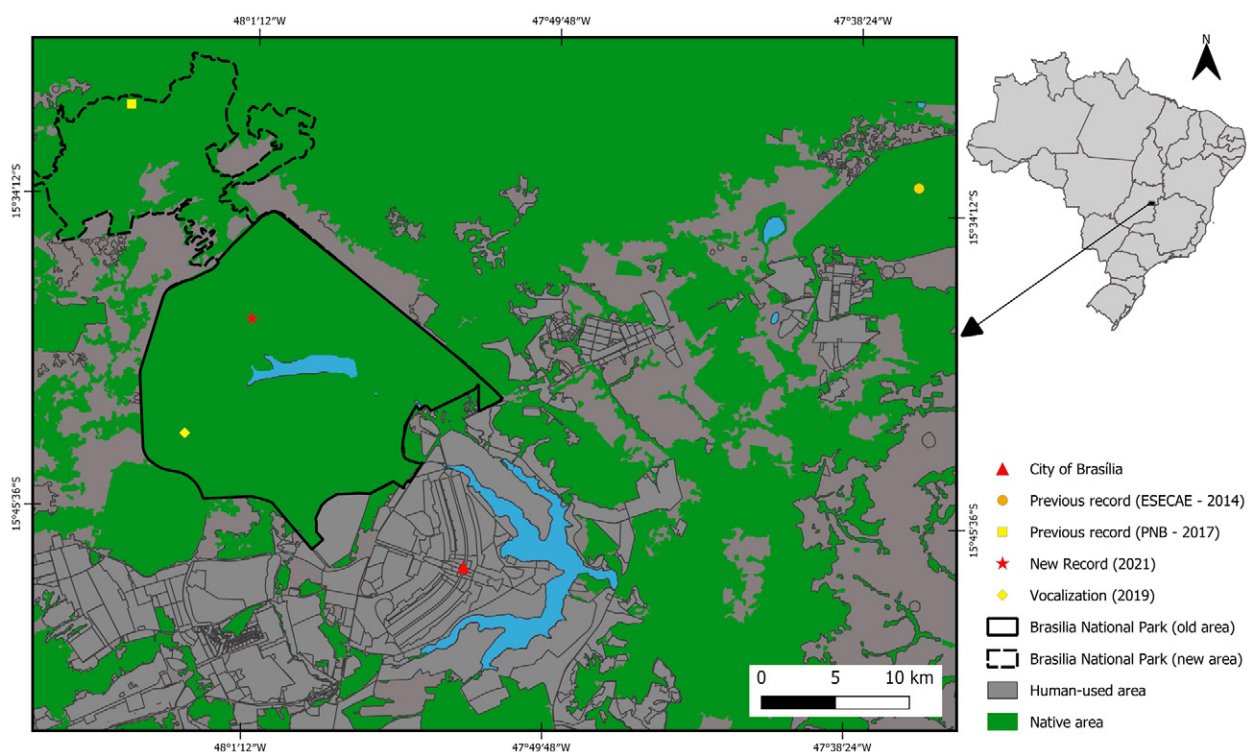 48°1'12"W 47°49'48"W 47°38'24"W
N
15°34'12"S
15°34'12"S
15°45'36"S
15°45'36"S
City of Brasília
Previous record (ESECAE - 2014)
Previous record (PNB - 2017)
New Record (2021)
Vocalization (2019)
Brasilia National Park (old area)
Brasilia National Park (new area)
Human-used area
Native area
0 5 10 km
48°1'12"W 47°49'48"W 47°38'24"W